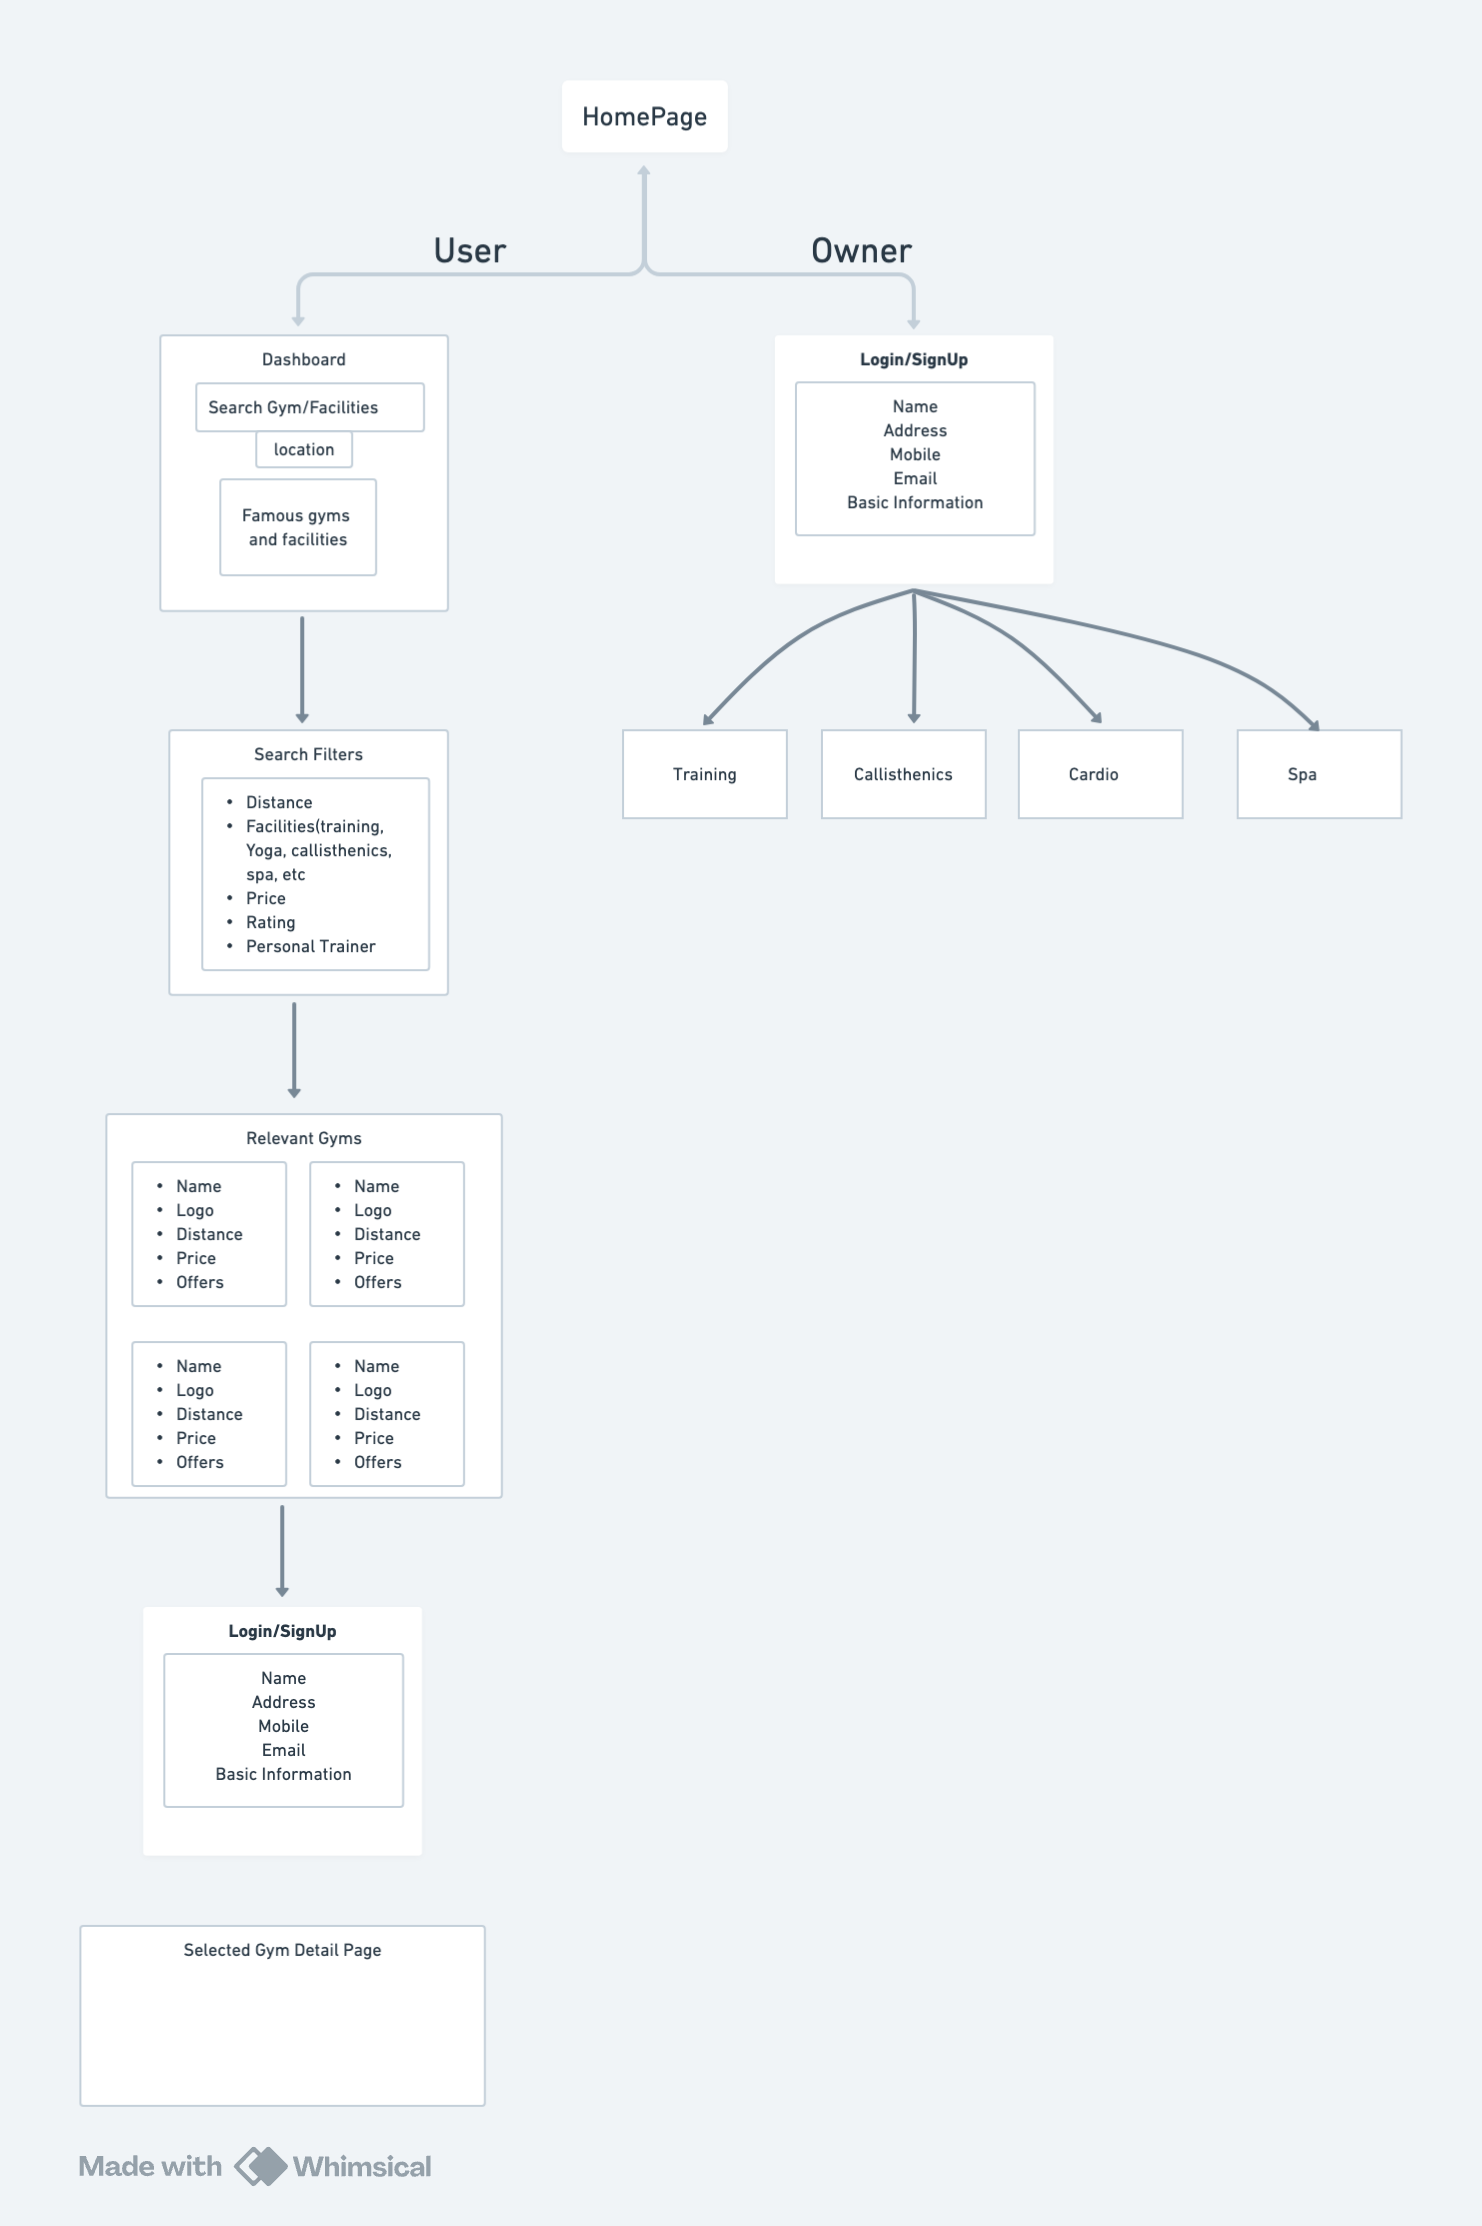 HomePage
User
Owner
Dashboard
Search Gym/Facilities
location
Famous gyms
and facilities
Login/SignUp
Name
Address
Mobile
Email
Basic Information
Training
Callisthenics
Cardio
Spa
Search Filters
• Distance
• Facilities(training,
Yoga, callisthenics,
spa, etc
• Price
• Rating
• Personal Trainer
Relevant Gyms
• Name
• Logo
• Distance
• Price
• Offers
• Name
• Logo
• Distance
• Price
• Offers
• Name
• Logo
• Distance
• Price
• Offers
• Name
• Logo
• Distance
• Price
• Offers
Login/SignUp
Name
Address
Mobile
Email
Basic Information
Selected Gym Detail Page
Made with Whimsical